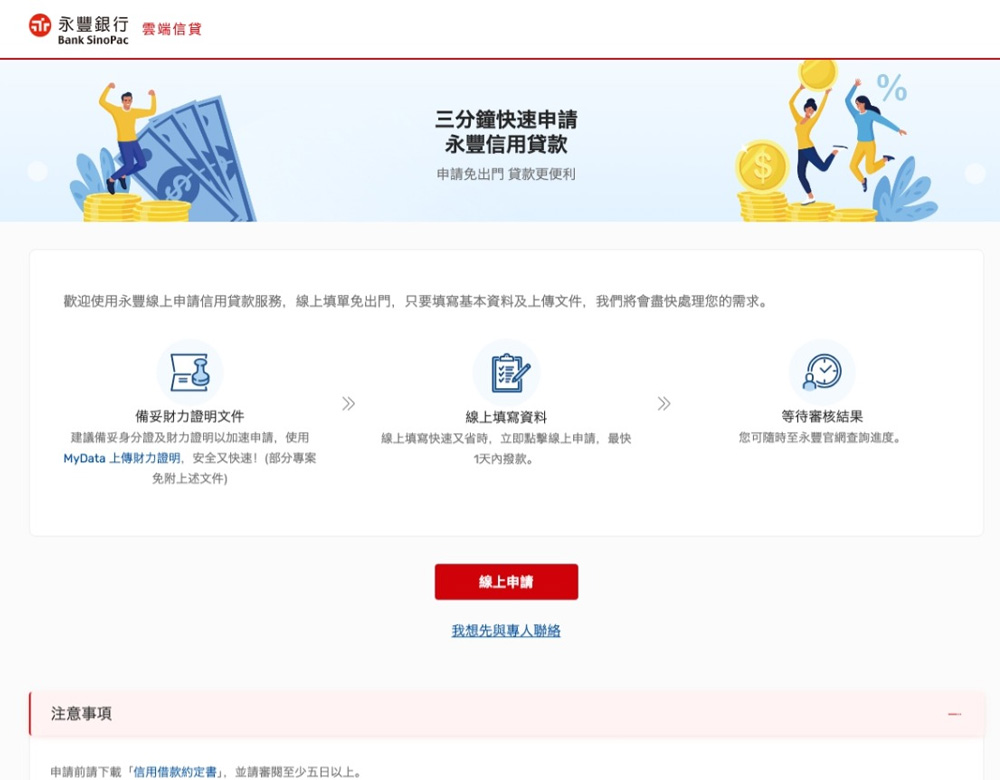 永豐銀行 雲端信貸
Bank SinoPac
三分鐘快速申請
永豐信用貸款
申請免出門 貸款更便利
%
$
$
歡迎使用永豐線上申請信用貸款服務，線上填單免出門，只要填寫基本資料及上傳文件，我們將會盡快處理您的需求。
備妥財力證明文件
建議備妥身分證及財力證明以加速申請，使用
MyData 上傳財力證明，安全又快速！(部分專案
免附上述文件)
線上填寫資料
線上填寫快速又省時，立即點擊線上申請，最快
1天內撥款。
等待審核結果
您可隨時至永豐官網查詢進度。
線上申請
我想先與專人聯絡
注意事項
申請前請下載「信用借款約定書」，並請審閱至少五日以上。